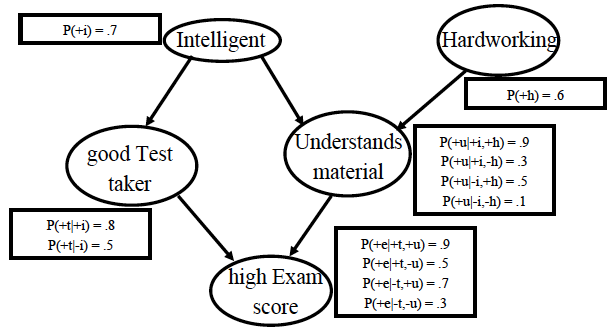 P(+i) = .7
Intelligent
Hardworking
P(+h) = .6
good Test
taker
Understands
material
P(+u|+i,+h) = .9
P(+u|+i,-h) = .3
P(+u|-i,+h) = .5
P(+u|-i,-h) = .1
P(+t|+i) = .8
P(+t|-i) = .5
high Exam
score
P(+e|+t,+u) = .9
P(+e|+t,-u) = .5
P(+e|-t,+u) = .7
P(+e|-t,-u) = .3